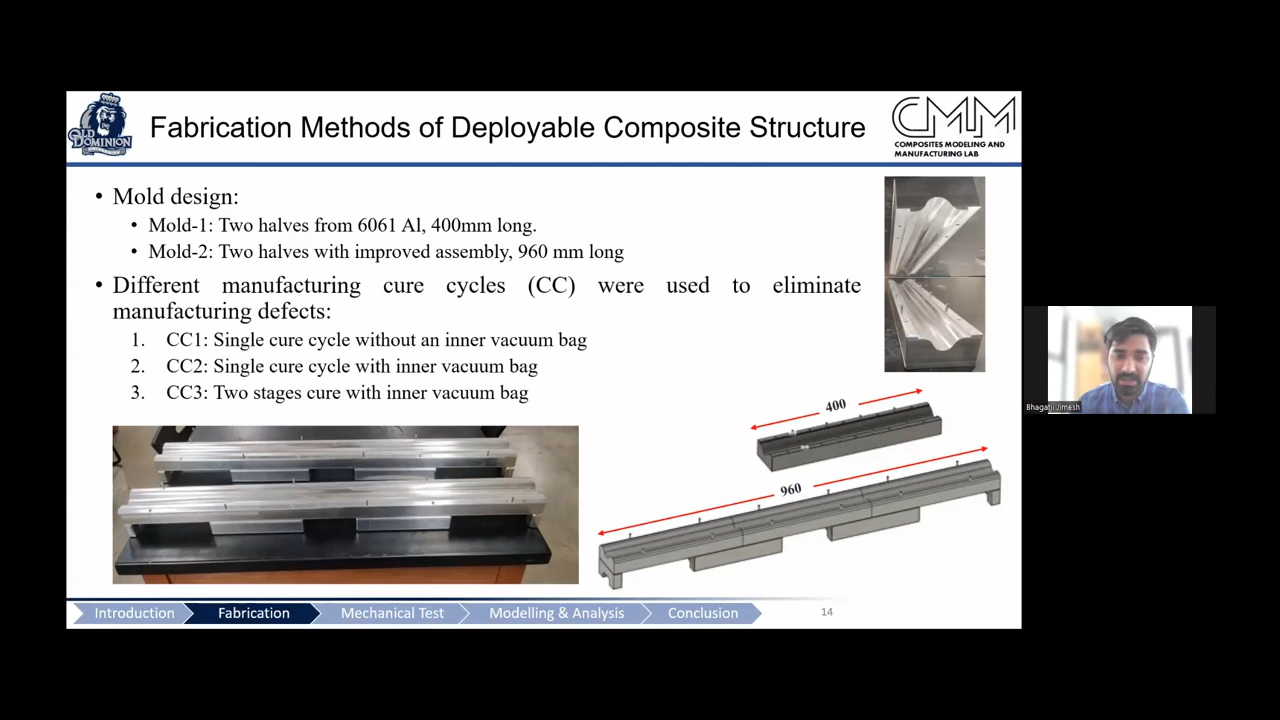 OLD DOMINION
Fabrication Methods of Deployable Composite Structure
CMM
COMPOSITES MODELING AND
MANUFACTURING LAB
• Mold design:
• Mold-1: Two halves from 6061 Al, 400mm long.
• Mold-2: Two halves with improved assembly, 960 mm long
• Different manufacturing cure cycles (CC) were used to eliminate
manufacturing defects:
1. CC1: Single cure cycle without an inner vacuum bag
2. CC2: Single cure cycle with inner vacuum bag
3. CC3: Two stages cure with inner vacuum bag
400
960
Bhagatji Jimesh
Introduction Fabrication Mechanical Test Modelling & Analysis Conclusion 14